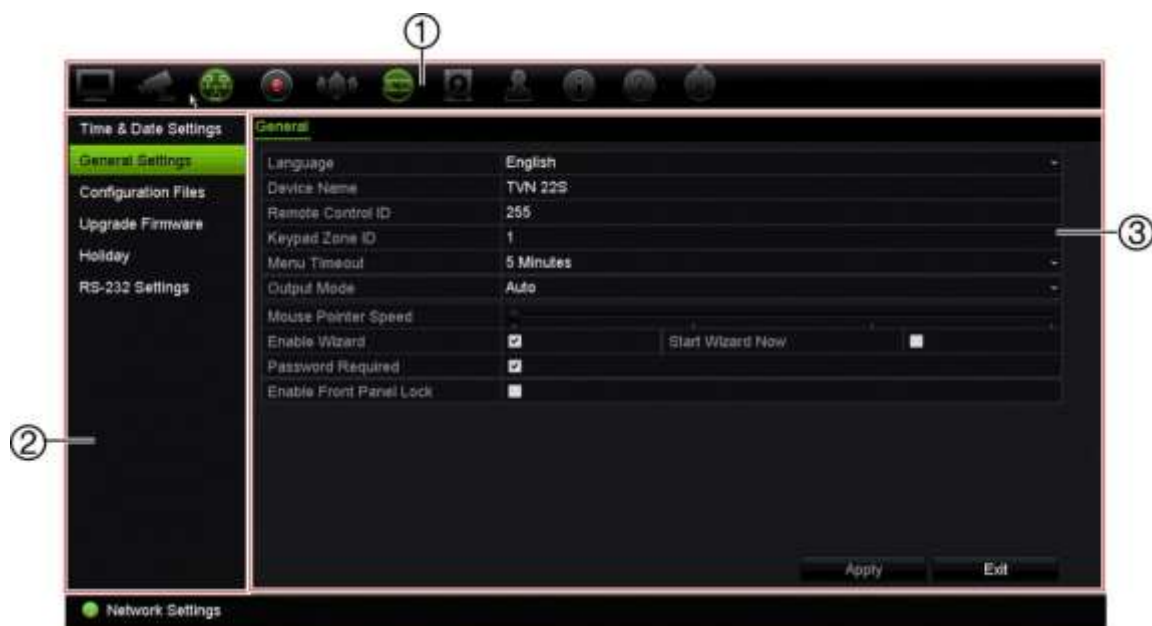 ①
Time & Date Settings
General Settings
Configuration Files
Upgrade Firmware
Holiday
RS-232 Settings
②
General
Language English
Device Name TVN 22S
Remote Control ID 255
Keypad Zone ID 1
Menu Timeout 5 Minutes
Output Mode Auto
Mouse Pointer Speed
Enable Wizard Start Wizard Now
Password Required
Enable Front Panel Lock
③
Apply Exit
Network Settings